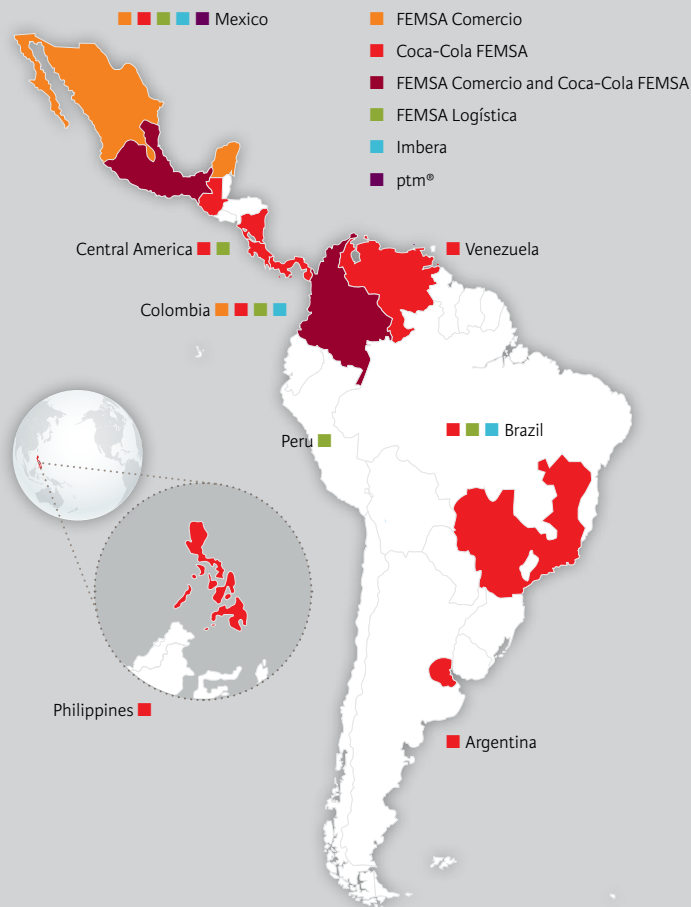 Mexico
FEMSA Comercio
Coca-Cola FEMSA
FEMSA Comercio and Coca-Cola FEMSA
FEMSA Logística
Imbera
ptm®
Central America
Venezuela
Colombia
Peru
Brazil
Philippines
Argentina